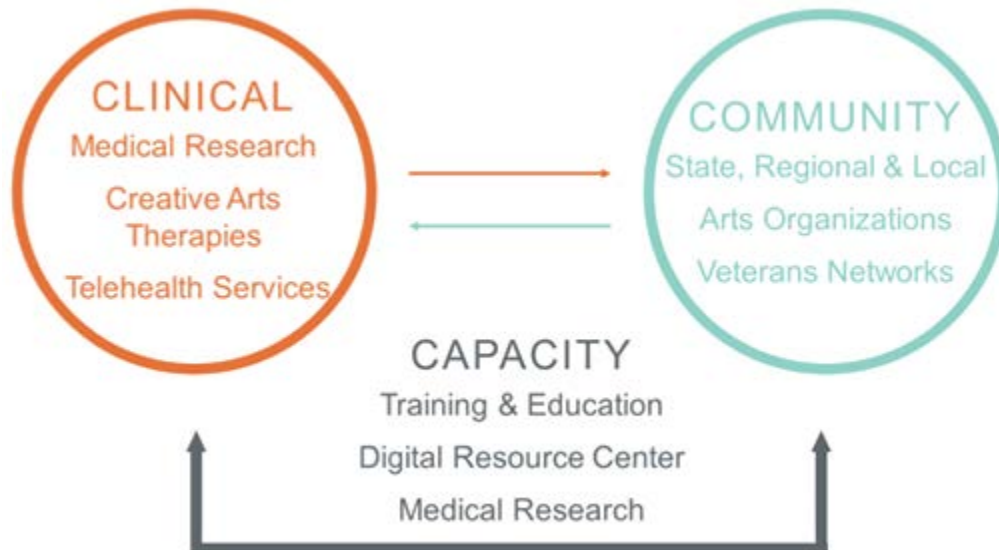 CLINICAL
Medical Research
Creative Arts
Therapies
Telehealth Services
COMMUNITY
State, Regional & Local
Arts Organizations
Veterans Networks
CAPACITY
Training & Education
Digital Resource Center
Medical Research